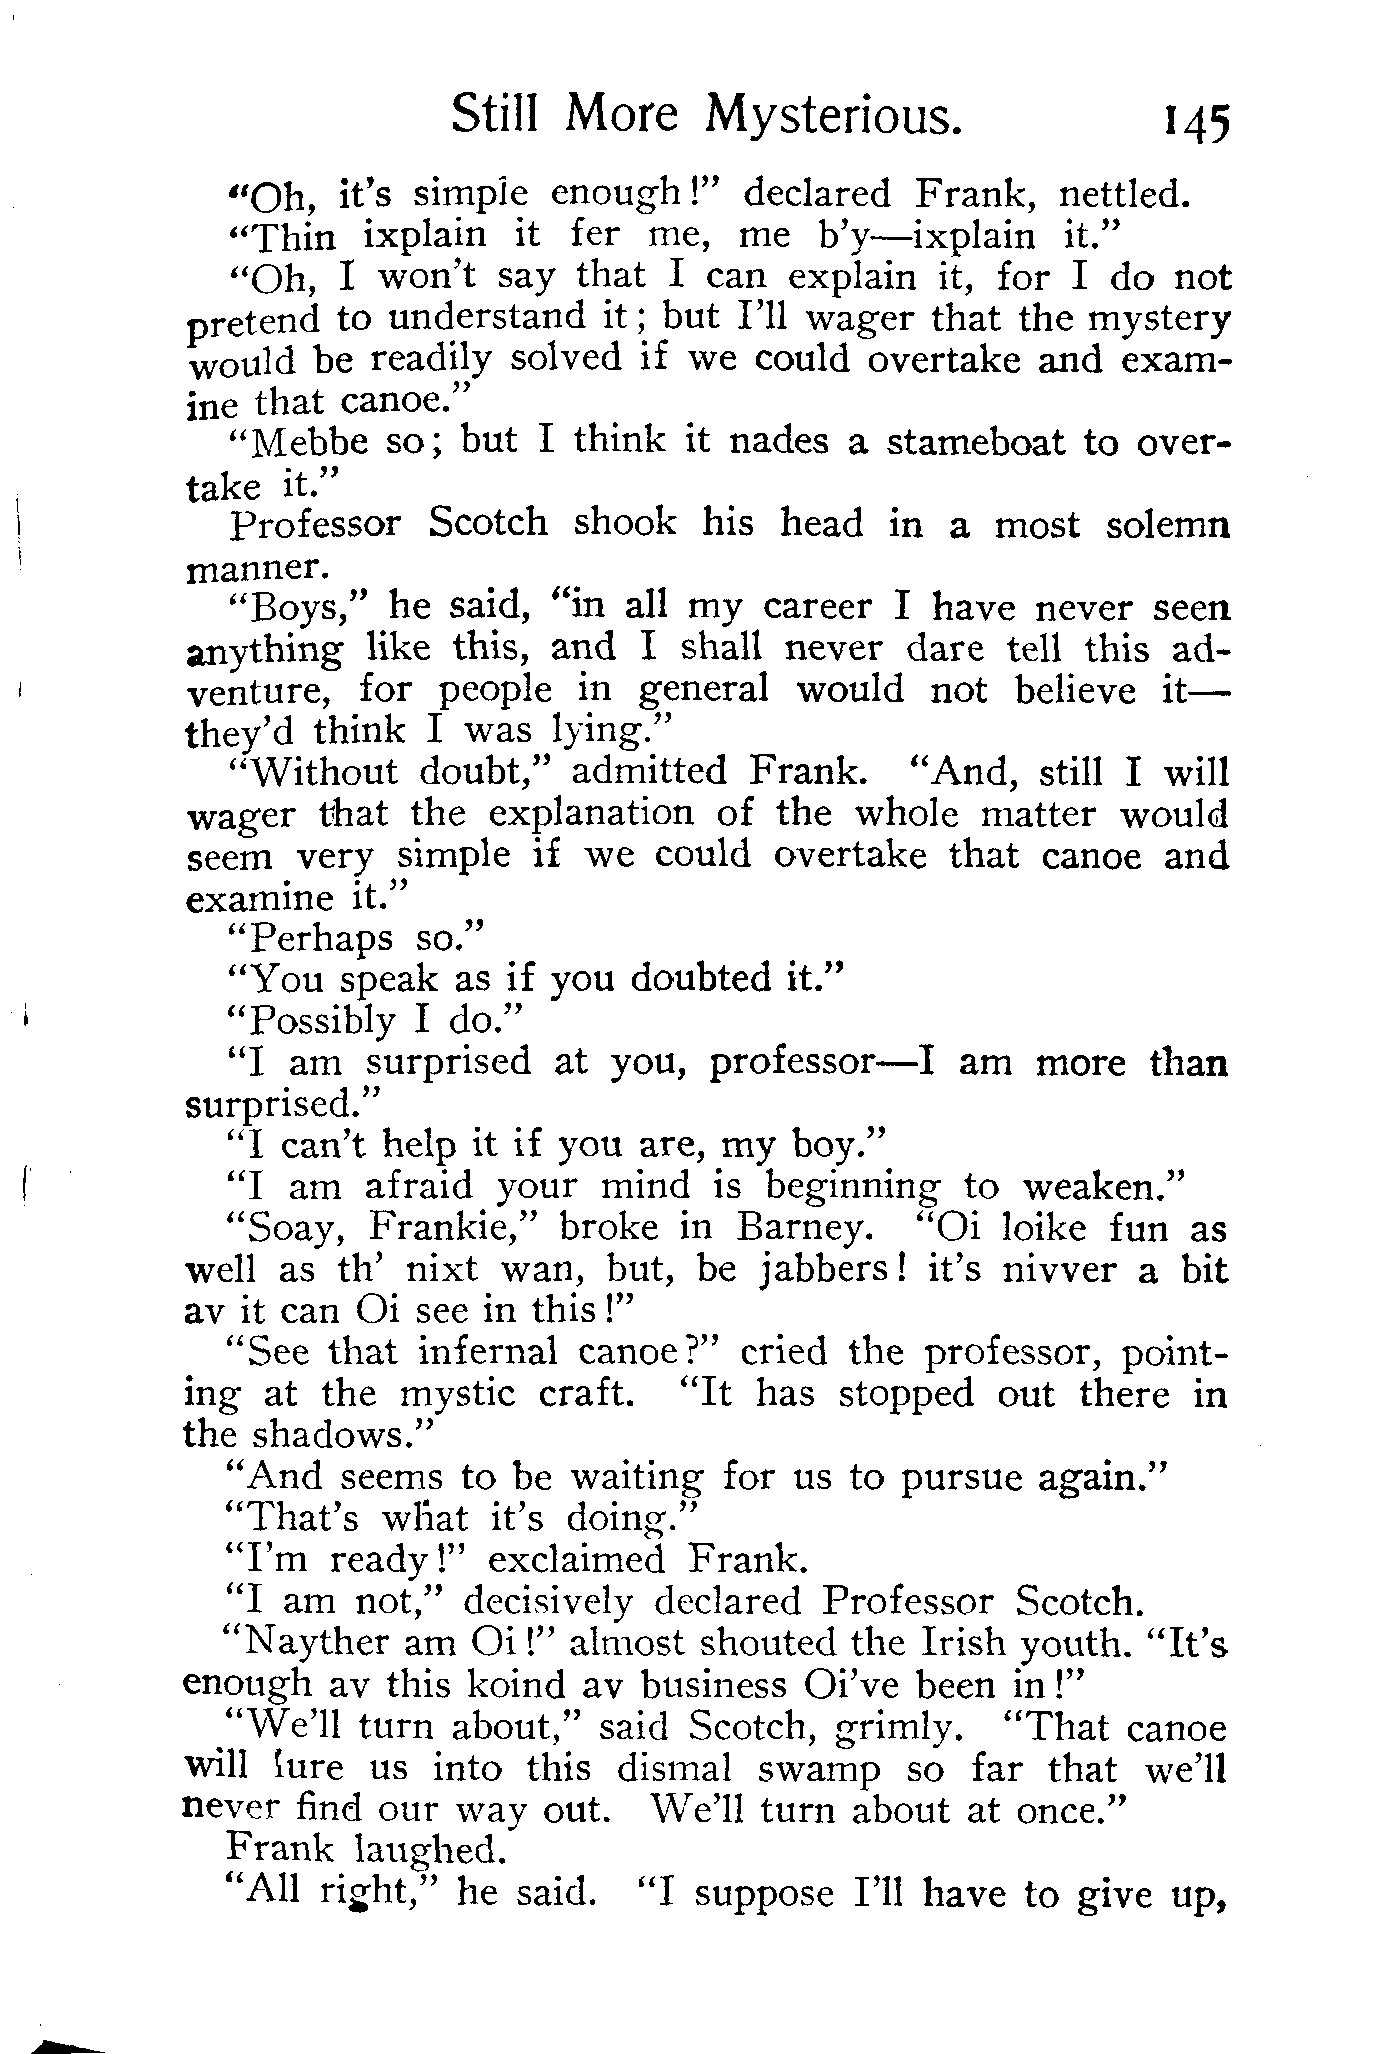 Still More Mysterious. 145
“Oh, it’s simple enough!” declared Frank, nettled.
“Thin ixplain it fer me, me b’y—ixplain it.”
“Oh, I won’t say that I can explain it, for I do not
pretend to understand it; but I’ll wager that the mystery
would be readily solved if we could overtake and exam-
ine that canoe.”
“Mebbe so; but I think it nades a stameboat to over-
take it.”
Professor Scotch shook his head in a most solemn
manner.
“Boys,” he said, “in all my career I have never seen
anything like this, and I shall never dare tell this ad-
venture, for people in general would not believe it—
they’d think I was lying.”
“Without doubt,” admitted Frank. “And, still I will
wager that the explanation of the whole matter would
seem very simple if we could overtake that canoe and
examine it.”
“Perhaps so.”
“You speak as if you doubted it.”
“Possibly I do.”
“I am surprised at you, professor—I am more than
surprised.”
“I can’t help it if you are, my boy.”
“I am afraid your mind is beginning to weaken.”
“Soay, Frankie,” broke in Barney. “Oi loike fun as
well as th’ nixt wan, but, be jabbers! it’s nivver a bit
av it can Oi see in this!”
“See that infernal canoe?” cried the professor, point-
ing at the mystic craft. “It has stopped out there in
the shadows.”
“And seems to be waiting for us to pursue again.”
“That’s what it’s doing.”
“I’m ready!” exclaimed Frank.
“I am not,” decisively declared Professor Scotch.
“Nayther am Oi!” almost shouted the Irish youth. “It’s
enough av this koind av business Oi’ve been in!”
“We’ll turn about,” said Scotch, grimly. “That canoe
will lure us into this dismal swamp so far that we’ll
never find our way out. We’ll turn about at once.”
Frank laughed.
“All right,” he said. “I suppose I’ll have to give up,